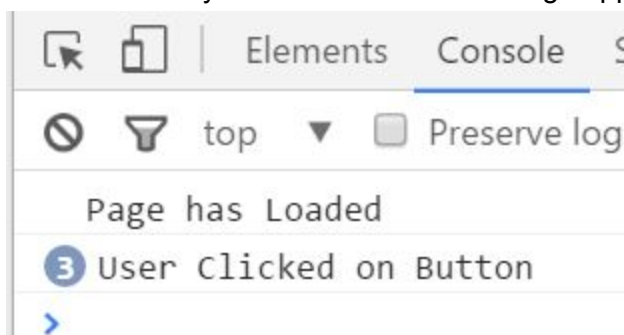 Elements Console
top Preserve log
Page has Loaded
3 User Clicked on Button